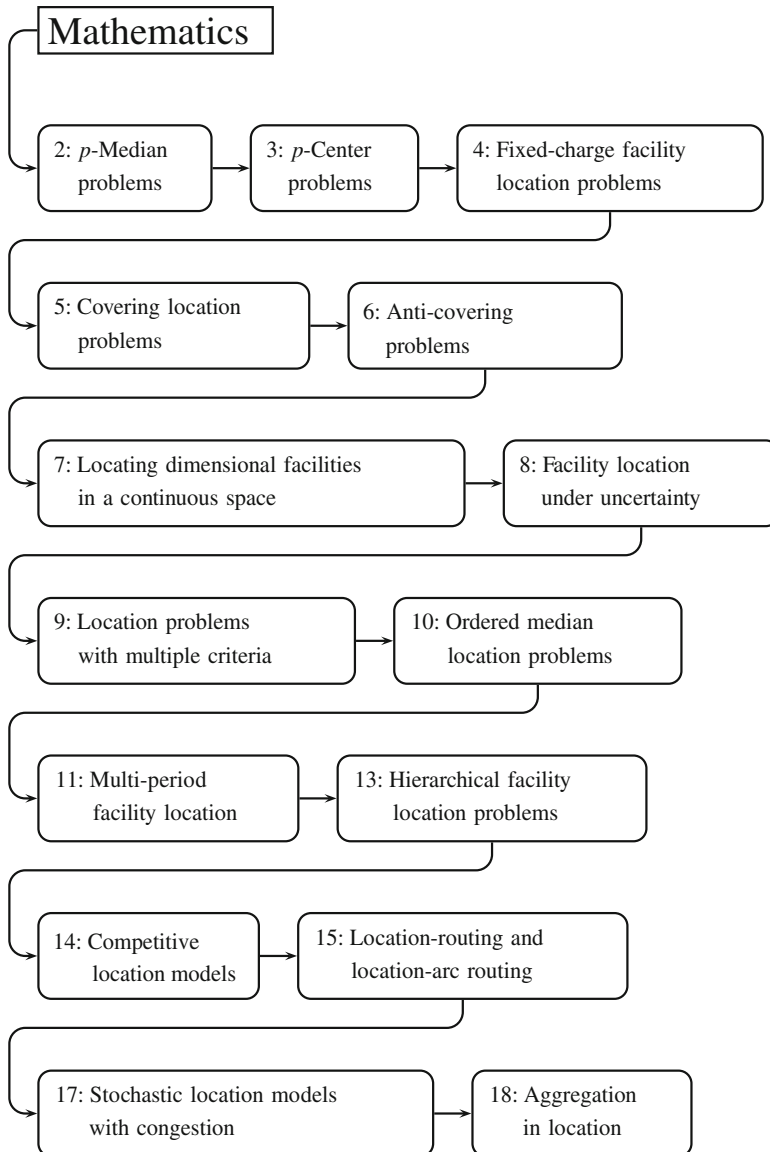 Mathematics
2: p-Median
problems
3: p-Center
problems
4: Fixed-charge facility
location problems
5: Covering location
problems
6: Anti-covering
problems
7: Locating dimensional facilities
in a continuous space
8: Facility location
under uncertainty
9: Location problems
with multiple criteria
10: Ordered median
location problems
11: Multi-period
facility location
13: Hierarchical facility
location problems
14: Competitive
location models
15: Location-routing and
location-arc routing
17: Stochastic location models
with congestion
18: Aggregation
in location